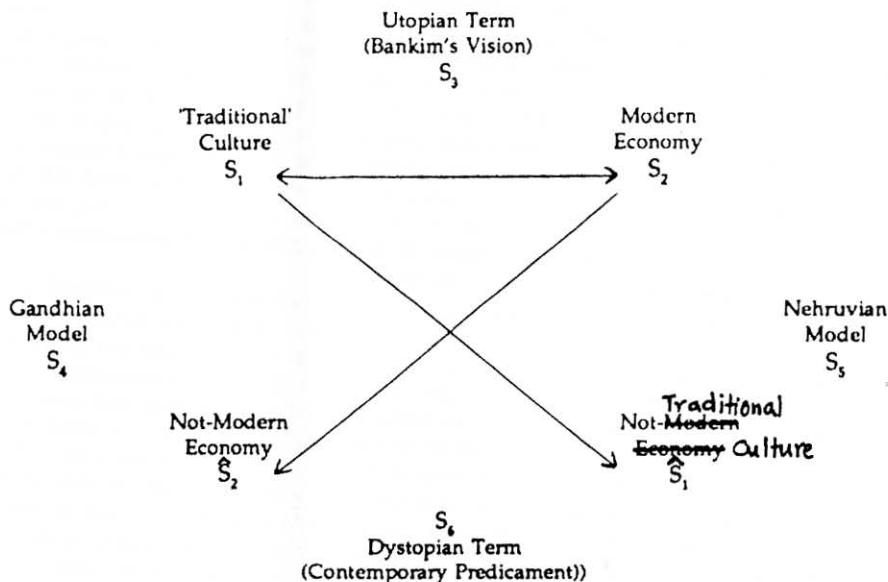 Utopian Term
(Bankim's Vision)
S₃
'Traditional'
Culture
S₁
Modern
Economy
S₂
Gandhian
Model
S₄
Nehruvian
Model
S₅
Not-Modern
Economy
Ŝ₂
Traditional
Not-Modern
Economy Culture
Ŝ₁
S₆
Dystopian Term
(Contemporary Predicament))